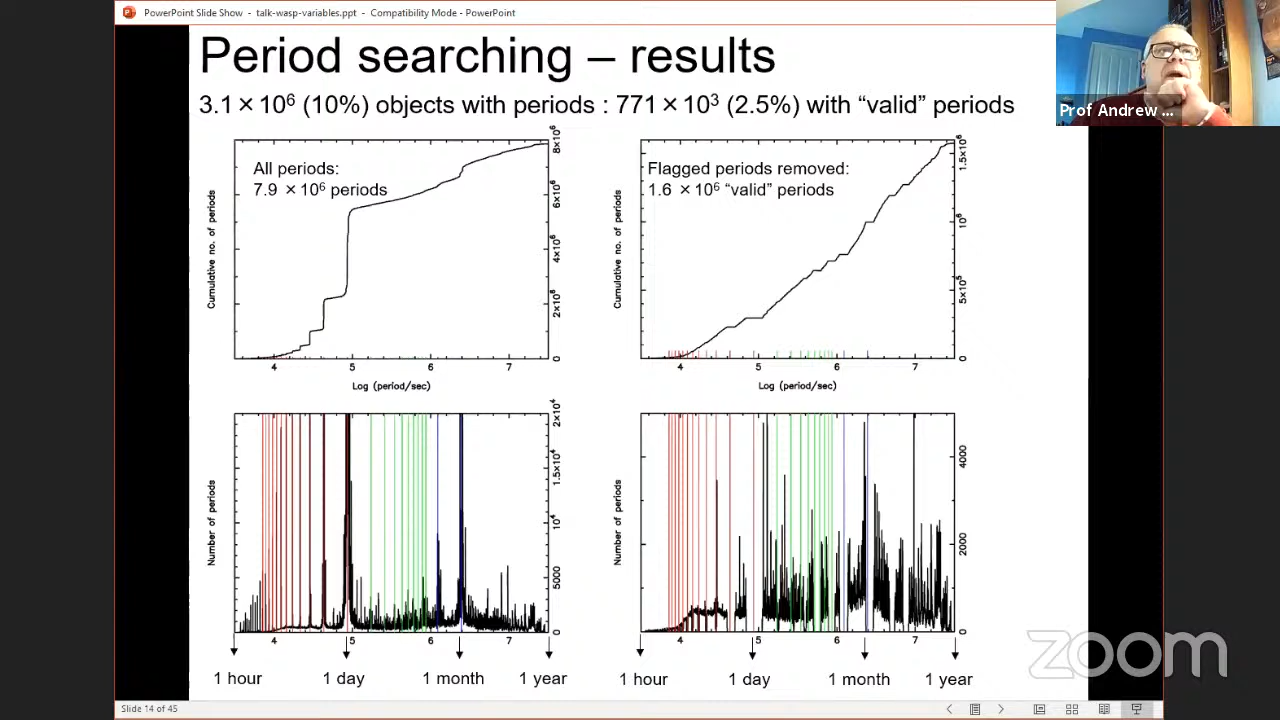 PowerPoint Slide Show - talk-wasp-variables.ppt - Compatibility Mode - PowerPoint
Period searching – results
3.1 × 10⁶ (10%) objects with periods : 771 × 10³ (2.5%) with “valid” periods
Prof Andrew ...
All periods:
7.9 × 10⁶ periods
Cumulative no. of periods
0 2×10⁶ 4×10⁶ 6×10⁶ 8×10⁶
4 5 6 7
Log (period/sec)
Flagged periods removed:
1.6 × 10⁶ “valid” periods
Cumulative no. of periods
0 5×10⁵ 10⁶ 1.5×10⁶
4 5 6 7
Log (period/sec)
Number of periods
0 5000 10⁴ 1.5×10⁴ 2×10⁴
4 5 6 7
1 hour 1 day 1 month 1 year
Number of periods
0 2000 4000
4 5 6 7
1 hour 1 day 1 month 1 year
zoom
Slide 14 of 45